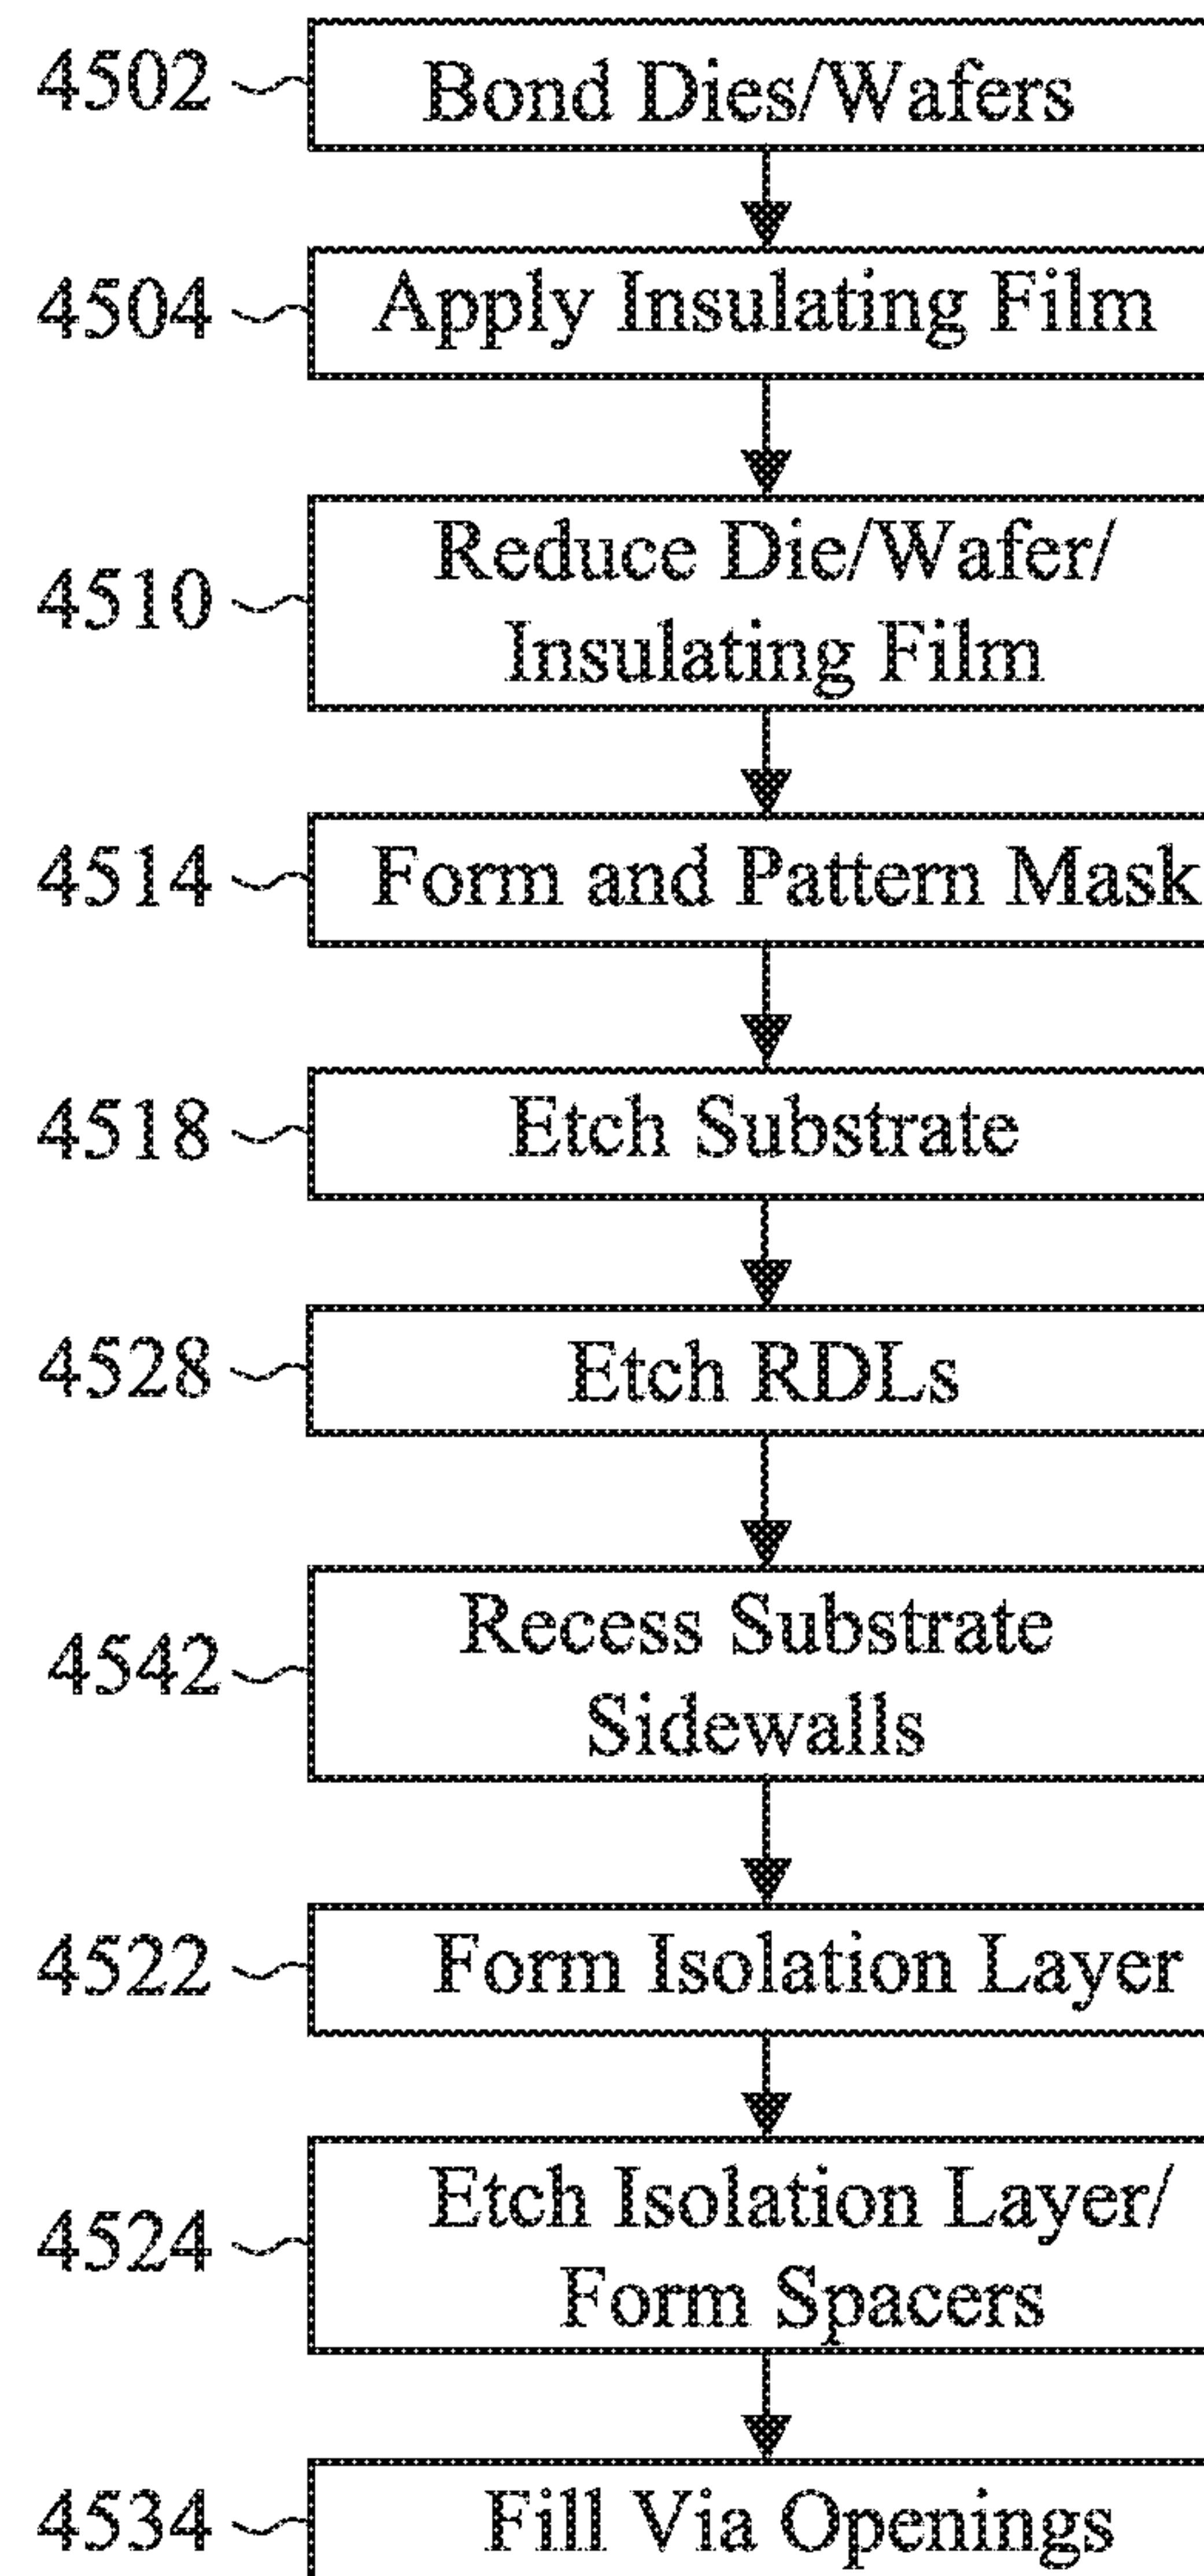 4502 Bond Dies/Wafers
4504 Apply Insulating Film
4510 Reduce Die/Wafer/
Insulating Film
4514 Form and Pattern Mask
4518 Etch Substrate
4528 Etch RDLs
4542 Recess Substrate
Sidewalls
4522 Form Isolation Layer
4524 Etch Isolation Layer/
Form Spacers
4534 Fill Via Openings